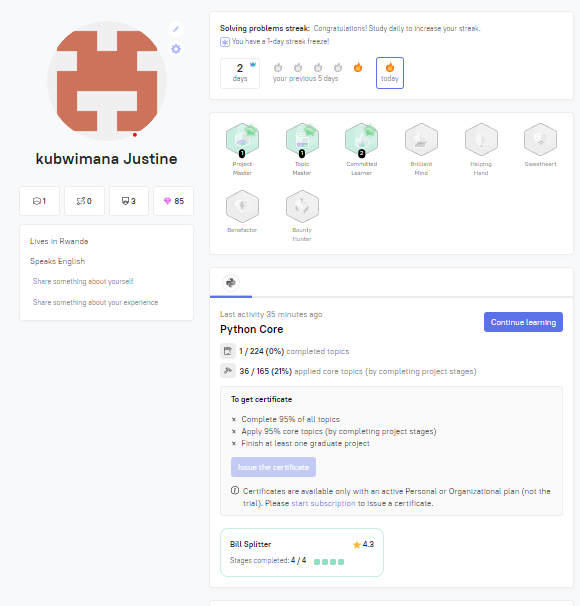 kubwimana Justine
1
0
3
85
Lives in Rwanda
Speaks English
Share something about yourself
Share something about your experience
Solving problems streak: Congratulations! Study daily to increase your streak.
You have a 1-day streak freeze!
2
days
your previous 5 days
today
1
Project
Master
1
Topic
Master
2
Committed
Learner
Brilliant
Mind
Helping
Hand
Sweetheart
Benefactor
Bounty
Hunter
Last activity 35 minutes ago
Python Core
Continue learning
1 / 224 (0%) completed topics
36 / 165 (21%) applied core topics (by completing project stages)
To get certificate
Complete 95% of all topics
Apply 95% core topics (by completing project stages)
Finish at least one graduate project
Issue the certificate
Certificates are available only with an active Personal or Organizational plan (not the
trial). Please start subscription to issue a certificate.
Bill Splitter
4.3
Stages completed: 4 / 4